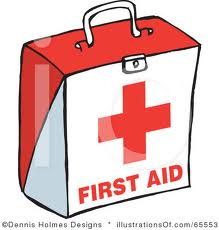 FIRST AID
©Dennis Holmes Designs * illustrationsOf.com/65553